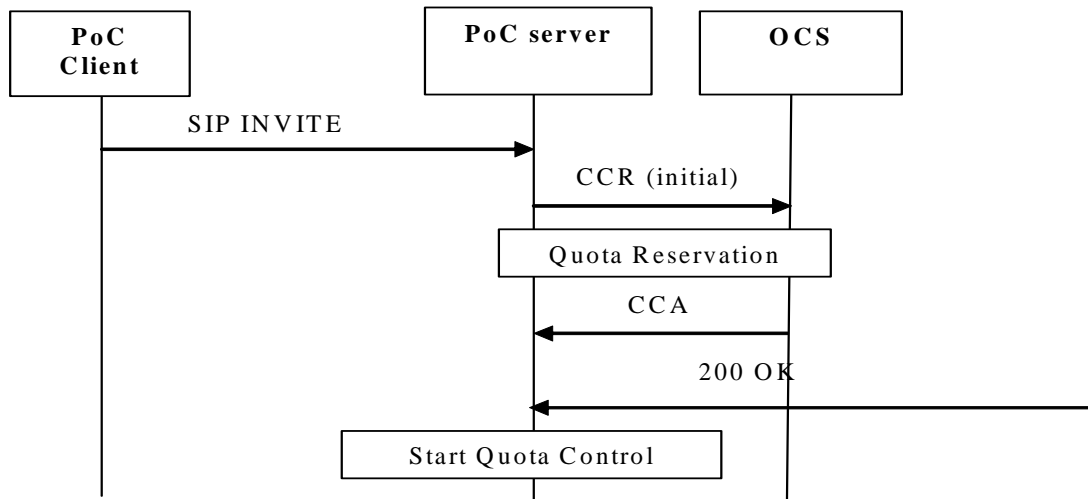 PoC
Client
PoC server
OCS
SIP INVITE
CCR (initial)
Quota Reservation
CCA
200 OK
Start Quota Control